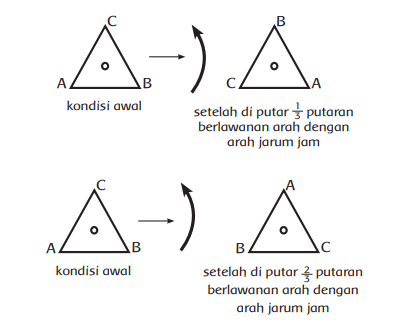 C
B
A
B
C
A
kondisi awal
setelah di putar 1/3 putaran
berlawanan arah dengan
arah jarum jam
C
A
A
B
B
C
kondisi awal
setelah di putar 2/3 putaran
berlawanan arah dengan
arah jarum jam